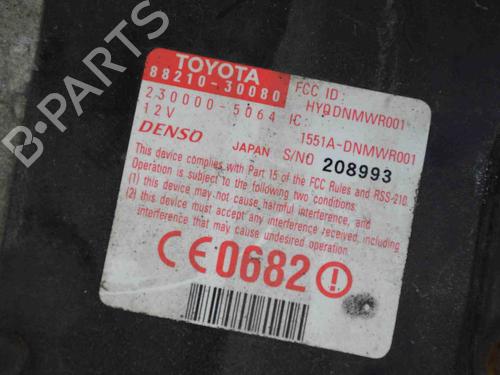 TOYOTA
88210-30080
FCC ID:
HYQDNMWR001
230000-5064
IC:
1551A-DNMWR001
12V
DENSO
JAPAN
S/NO 208993
This device complies with Part 15 of the FCC Rules and RSS-210.
Operation is subject to the following two conditions:
(1) this device may not cause harmful interference, and
(2) this device must accept any interference, including
interference that may cause undesired operation.
CE0682
B-PARTS